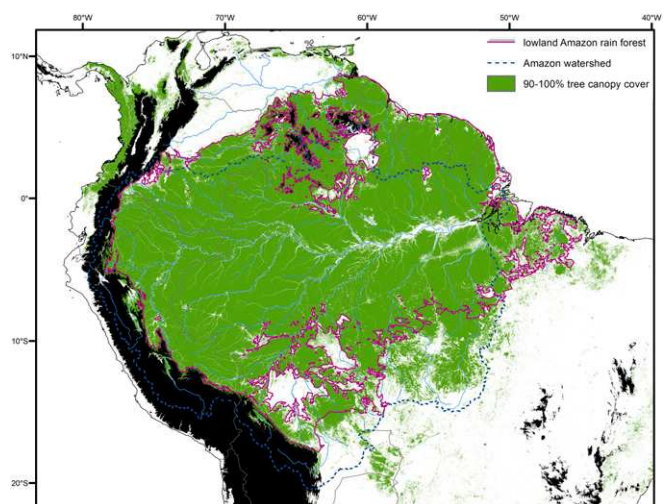 80°W 70°W 60°W 50°W 40°W
lowland Amazon rain forest
10°N
Amazon watershed
90-100% tree canopy cover
0°
10°S
20°S